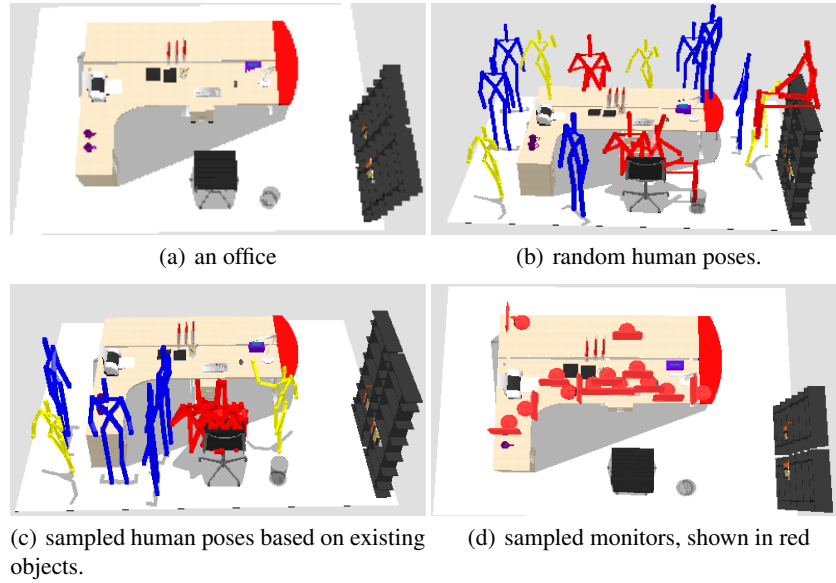 (a) an office
(b) random human poses.
(c) sampled human poses based on existing
objects.
(d) sampled monitors, shown in red